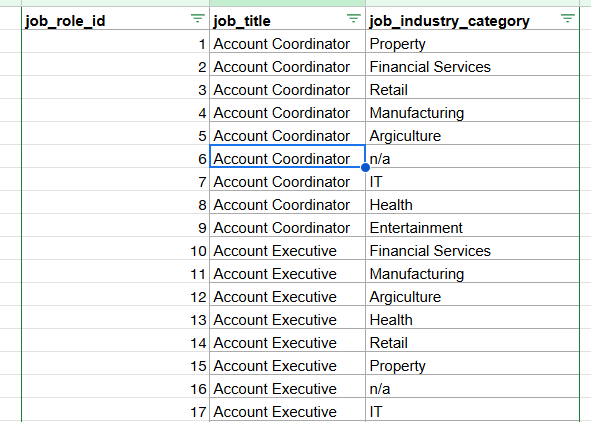 job_role_id job_title job_industry_category
1 Account Coordinator Property
2 Account Coordinator Financial Services
3 Account Coordinator Retail
4 Account Coordinator Manufacturing
5 Account Coordinator Argiculture
6 Account Coordinator n/a
7 Account Coordinator IT
8 Account Coordinator Health
9 Account Coordinator Entertainment
10 Account Executive Financial Services
11 Account Executive Manufacturing
12 Account Executive Argiculture
13 Account Executive Health
14 Account Executive Retail
15 Account Executive Property
16 Account Executive n/a
17 Account Executive IT